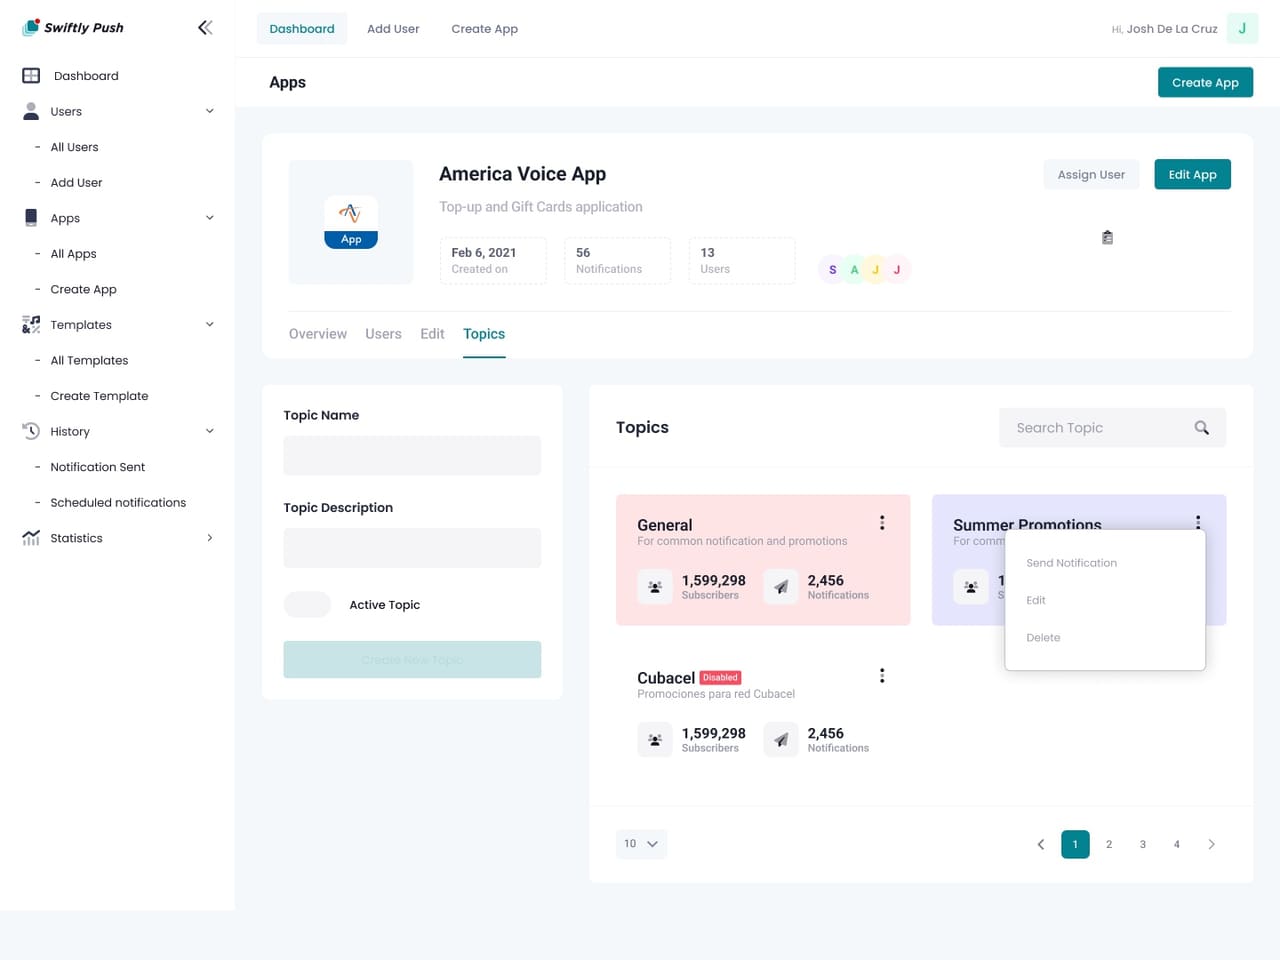 Swiftly Push
Dashboard
Add User
Create App
Hi, Josh De La Cruz
J
Dashboard
Users
- All Users
- Add User
Apps
- All Apps
- Create App
Templates
- All Templates
- Create Template
History
- Notification Sent
- Scheduled notifications
Statistics
Apps
Create App
App
America Voice App
Top-up and Gift Cards application
Assign User
Edit App
Feb 6, 2021
Created on
56
Notifications
13
Users
S
A
J
J
Overview
Users
Edit
Topics
Topic Name
Topic Description
Active Topic
Create New Topic
Topics
Search Topic
General
For common notification and promotions
1,599,298
Subscribers
2,456
Notifications
Summer Promotions
For comm
1
S
Send Notification
Edit
Delete
Cubacel
Disabled
Promociones para red Cubacel
1,599,298
Subscribers
2,456
Notifications
10
1
2
3
4